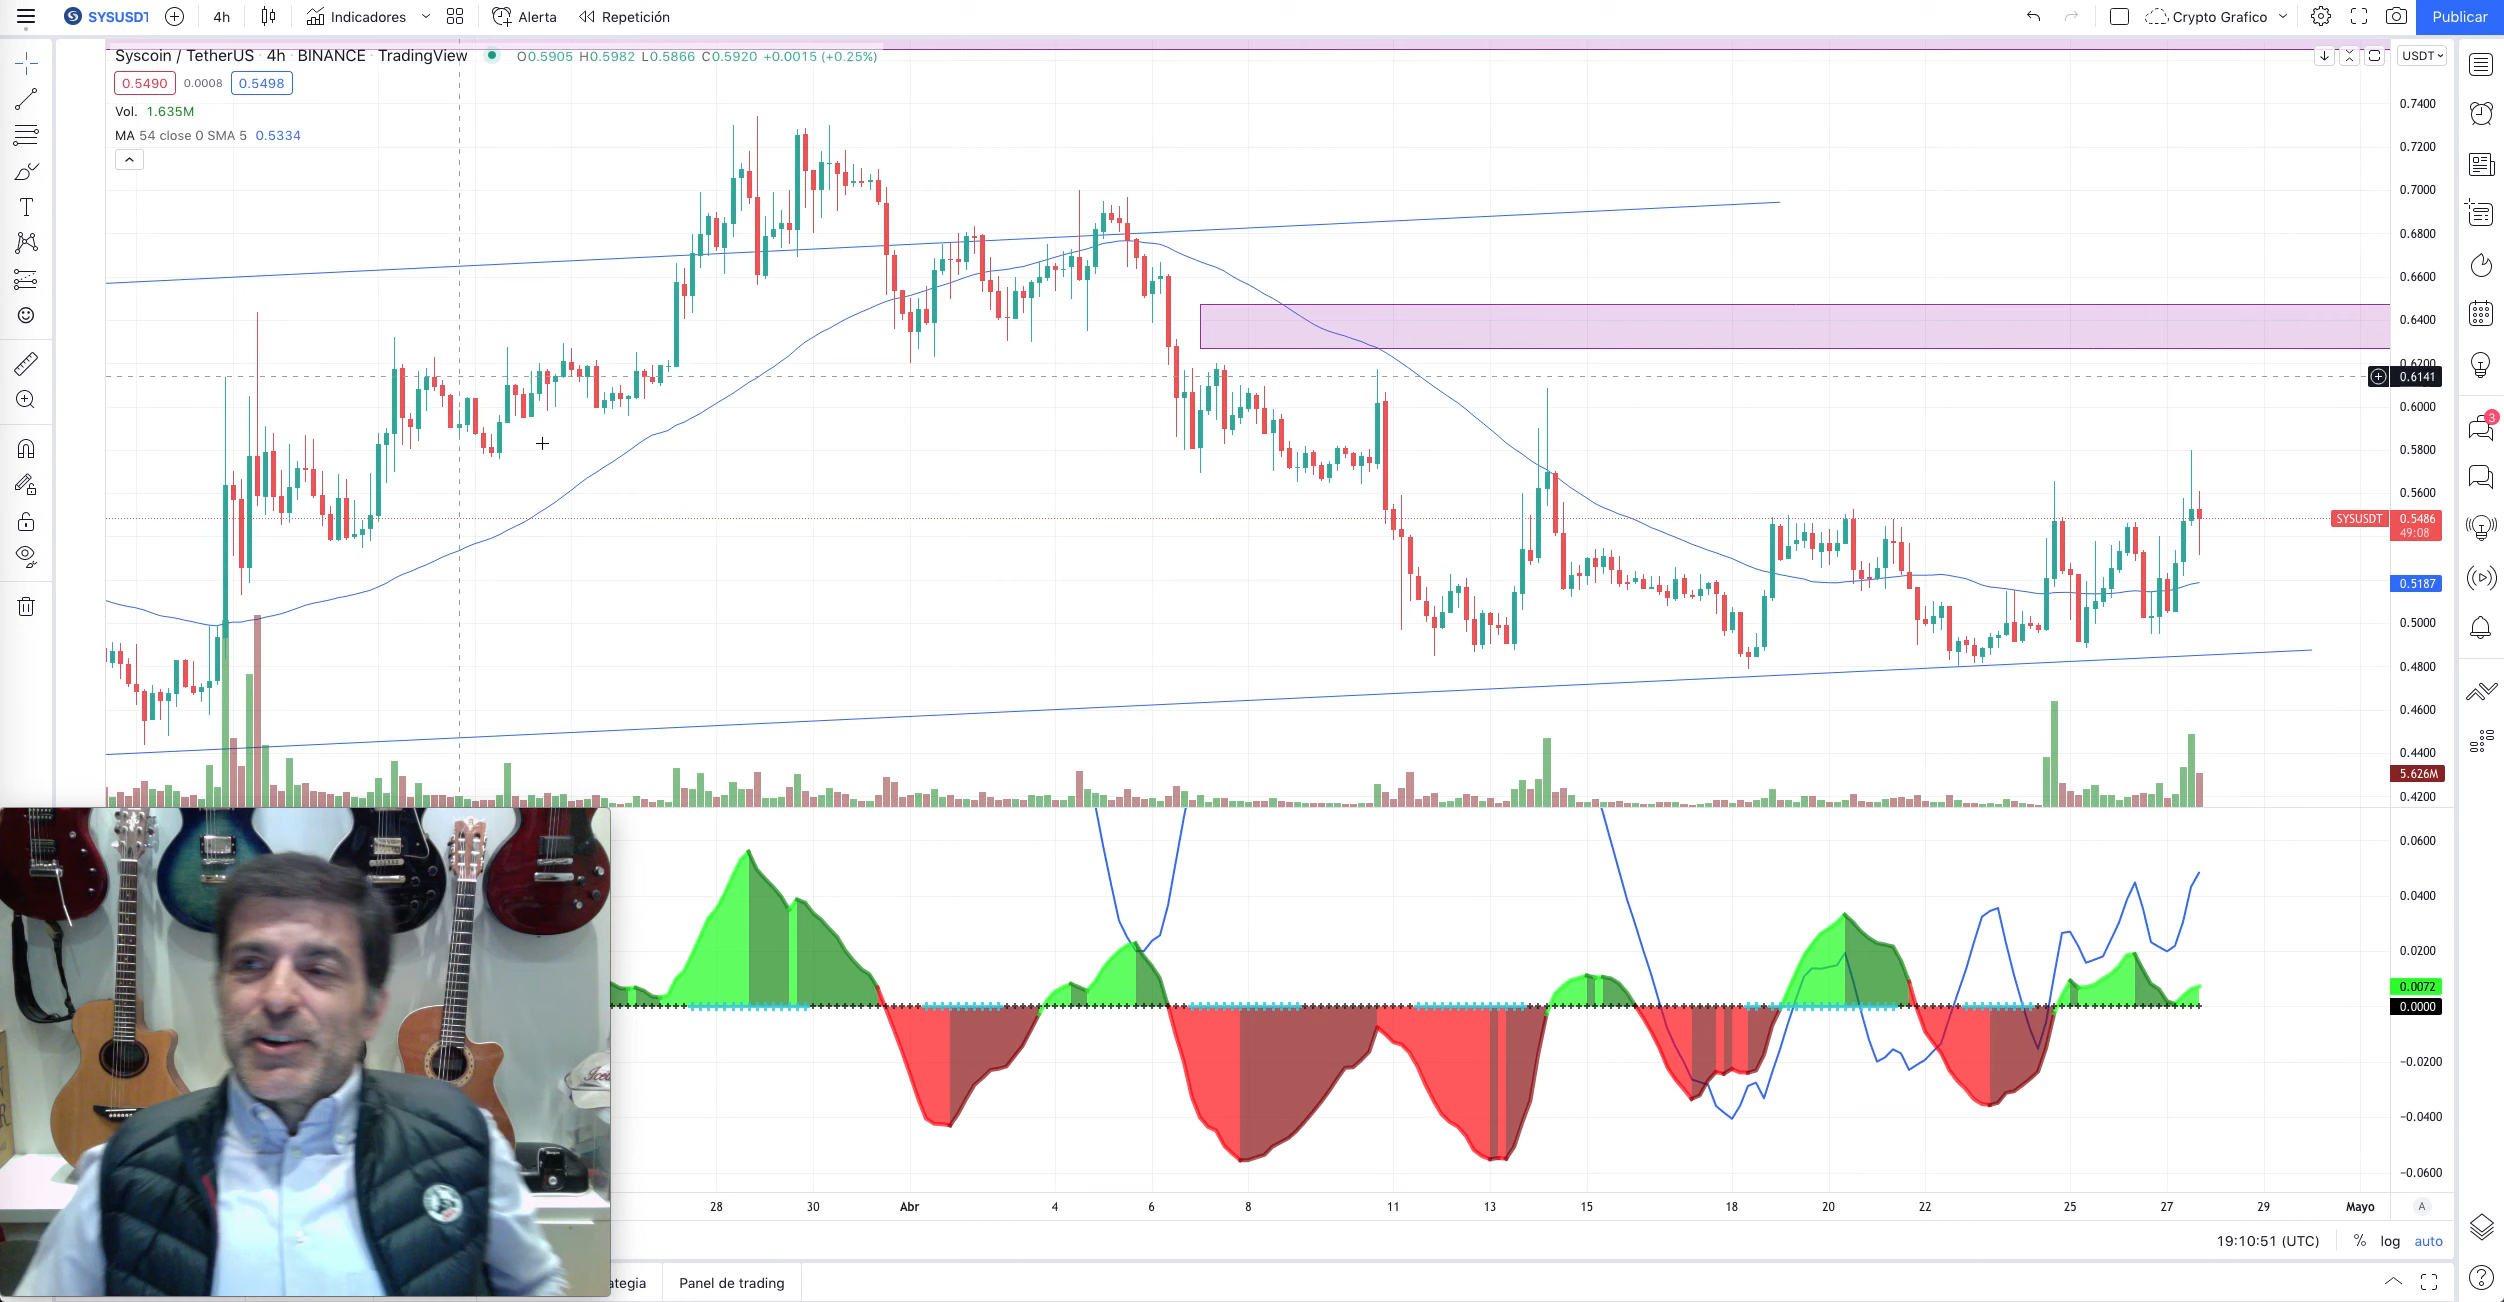 SYSUSDT 4h Indicadores Alerta Repetición Crypto Grafico Publicar
Syscoin / TetherUS · 4h · BINANCE · TradingView O0.5905 H0.5982 L0.5866 C0.5920 +0.0015 (+0.25%) USDT
0.5490 0.0008 0.5498
Vol. 1.635M
MA 54 close 0 SMA 5 0.5334
0.7400
0.7200
0.7000
0.6800
0.6600
0.6400
0.6200
0.6141
0.6000
3
0.5800
0.5600
SYSUSDT 0.5486
49:08
0.5187
0.5000
0.4800
0.4600
0.4400
5.626M
0.4200
0.0600
0.0400
0.0200
0.0072
0.0000
−0.0200
−0.0400
−0.0600
28 30 Abr 4 6 8 11 13 15 18 20 22 25 27 29 Mayo A
19:10:51 (UTC) % log auto
ategia Panel de trading